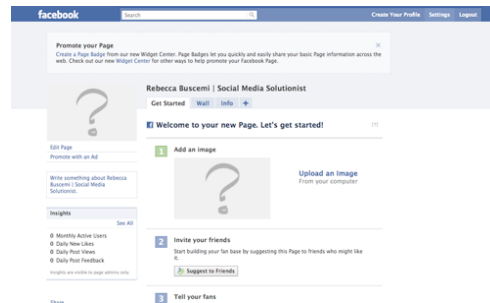 facebook
Search
Create Your Profile Settings Logout
Promote your Page
Create a Page Badge from our new Widget Center. Page Badges let you quickly and easily share your basic Page information across the
web. Check out our new Widget Center for other ways to help promote your Facebook Page.
Rebecca Buscemi | Social Media Solutionist
Get Started Wall Info +
Welcome to your new Page. Let's get started!
Edit Page
Promote with an Ad
Write something about Rebecca
Buscemi | Social Media
Solutionist.
Insights
See All
0 Monthly Active Users
0 Daily New Likes
0 Daily Post Views
0 Daily Post Feedback
Insights are visible to page admins only.
Share
1 Add an image
Upload an Image
From your computer
2 Invite your friends
Start building your fan base by suggesting this Page to friends who might like
it.
Suggest to Friends
3 Tell your fans